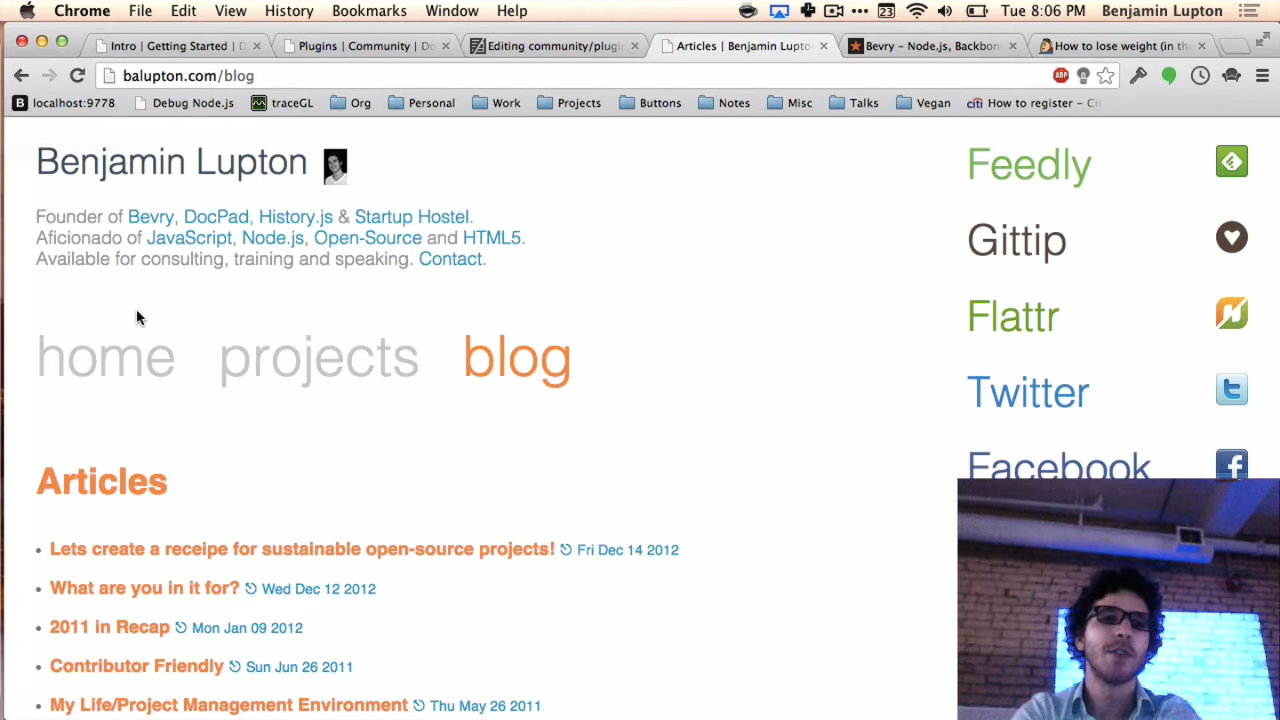 Chrome File Edit View History Bookmarks Window Help 23 Tue 8:06 PM Benjamin Lupton
Intro | Getting Started | D
Plugins | Community | Do
Editing community/plugin
Articles | Benjamin Lupto
Bevry – Node.js, Backbon
How to lose weight (in the
balupton.com/blog
ABP
B localhost:9778 Debug Node.js traceGL Org Personal Work Projects Buttons Notes Misc Talks Vegan citi How to register – Cit
Benjamin Lupton
Founder of Bevry, DocPad, History.js & Startup Hostel.
Aficionado of JavaScript, Node.js, Open-Source and HTML5.
Available for consulting, training and speaking. Contact.
home projects blog
Articles
• Lets create a receipe for sustainable open-source projects! Fri Dec 14 2012
• What are you in it for? Wed Dec 12 2012
• 2011 in Recap Mon Jan 09 2012
• Contributor Friendly Sun Jun 26 2011
• My Life/Project Management Environment Thu May 26 2011
Feedly
Gittip
Flattr
Twitter
Facebook